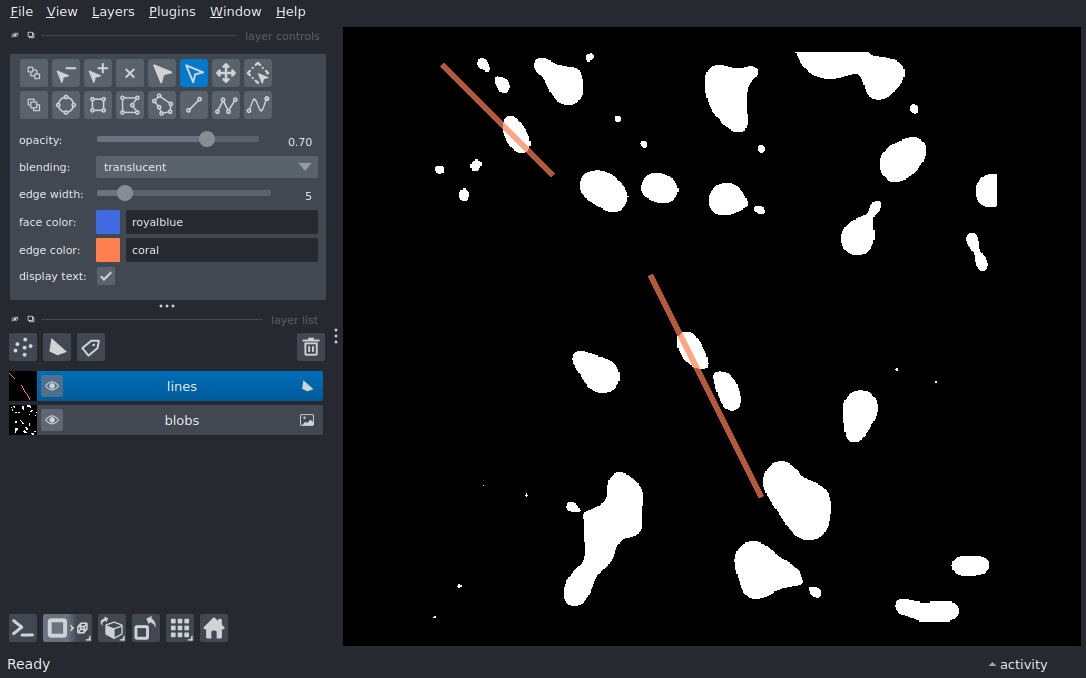 File View Layers Plugins Window Help
layer controls
opacity: 0.70
blending: translucent
edge width: 5
face color: royalblue
edge color: coral
display text:
layer list
lines
blobs
Ready
activity